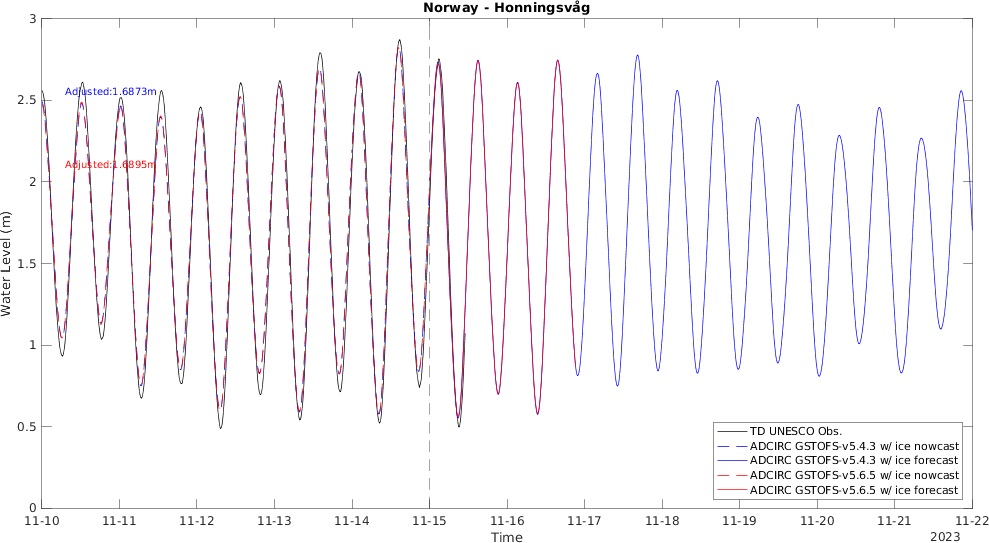 Norway - Honningsvåg
3
2.5
2
1.5
1
0.5
0
Water Level (m)
Adjusted:1.6873m
Adjusted:1.6895m
TD UNESCO Obs.
ADCIRC GSTOFS-v5.4.3 w/ ice nowcast
ADCIRC GSTOFS-v5.4.3 w/ ice forecast
ADCIRC GSTOFS-v5.6.5 w/ ice nowcast
ADCIRC GSTOFS-v5.6.5 w/ ice forecast
11-10 11-11 11-12 11-13 11-14 11-15 11-16 11-17 11-18 11-19 11-20 11-21 11-22
Time
2023